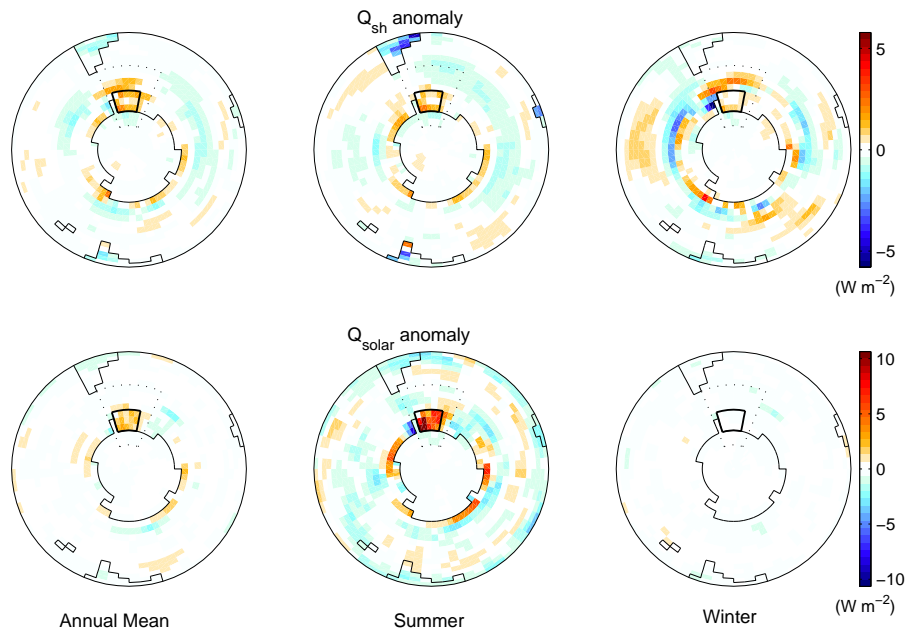 Q_sh anomaly
5
0
−5
(W m^−2)
Q_solar anomaly
10
5
0
−5
−10
(W m^−2)
Annual Mean
Summer
Winter